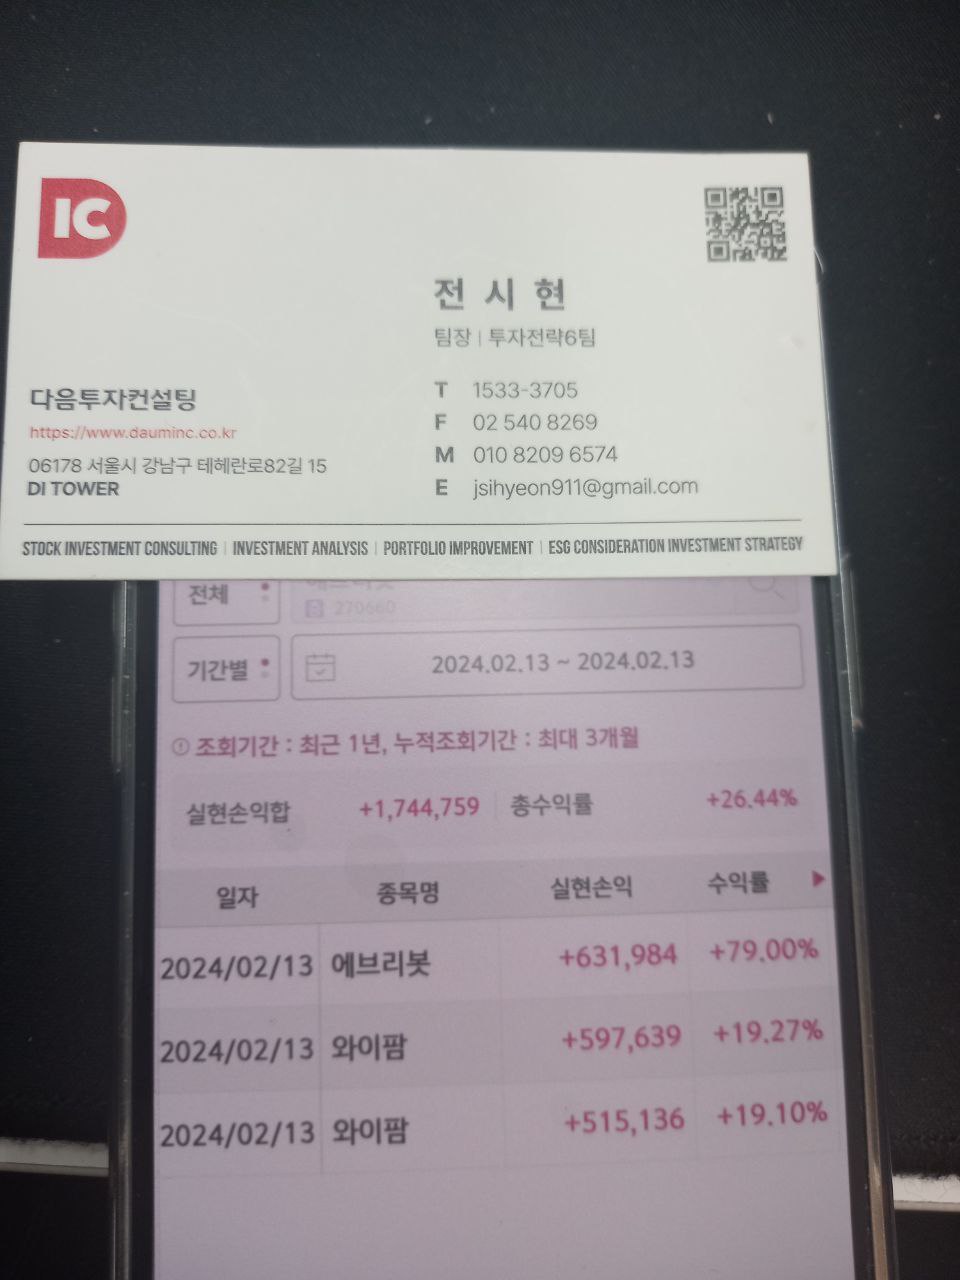 IC
전 시 현
팀장 | 투자전략6팀
다음투자컨설팅
https://www.dauminc.co.kr
06178 서울시 강남구 테헤란로82길 15
DI TOWER
T 1533-3705
F 02 540 8269
M 010 8209 6574
E jsihyeon911@gmail.com
STOCK INVESTMENT CONSULTING | INVESTMENT ANALYSIS | PORTFOLIO IMPROVEMENT | ESG CONSIDERATION INVESTMENT STRATEGY
전체
270660
기간별 2024.02.13 ~ 2024.02.13
조회기간 : 최근 1년, 누적조회기간 : 최대 3개월
실현손익합 +1,744,759 총수익률 +26.44%
일자 종목명 실현손익 수익률
2024/02/13 에브리봇 +631,984 +79.00%
2024/02/13 와이팜 +597,639 +19.27%
2024/02/13 와이팜 +515,136 +19.10%